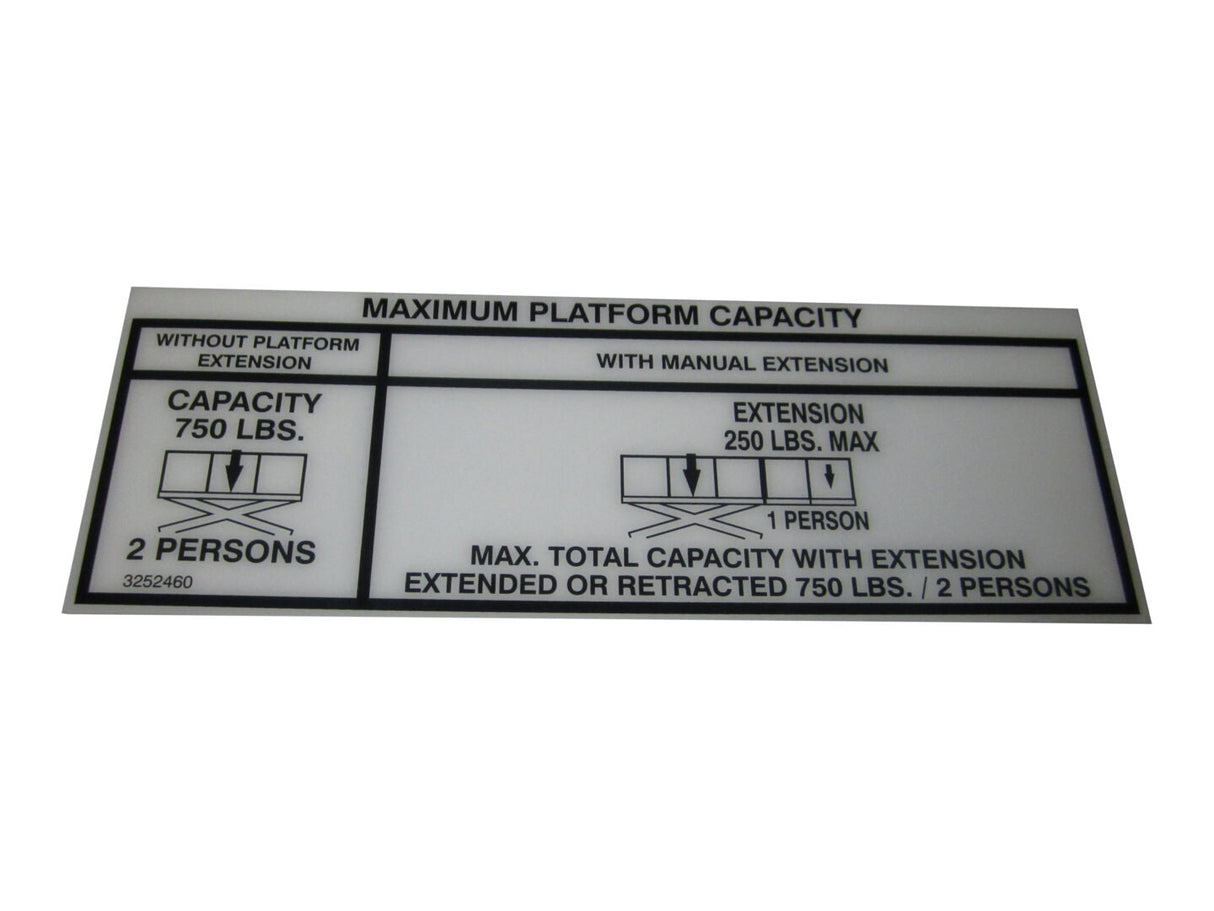 MAXIMUM PLATFORM CAPACITY
WITHOUT PLATFORM
EXTENSION
CAPACITY
750 LBS.
2 PERSONS
3252460
WITH MANUAL EXTENSION
EXTENSION
250 LBS. MAX
1 PERSON
MAX. TOTAL CAPACITY WITH EXTENSION
EXTENDED OR RETRACTED 750 LBS. / 2 PERSONS